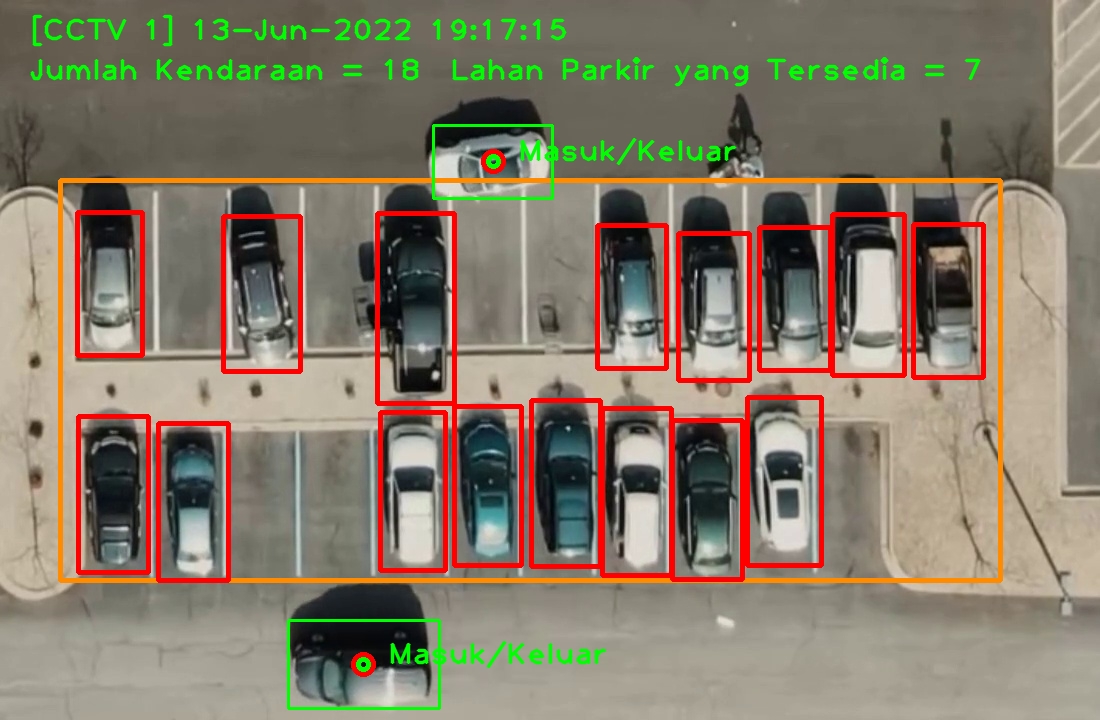 [CCTV 1] 13-Jun-2022 19:17:15
Jumlah Kendaraan = 18 Lahan Parkir yang Tersedia = 7
Masuk/Keluar
Masuk/Keluar